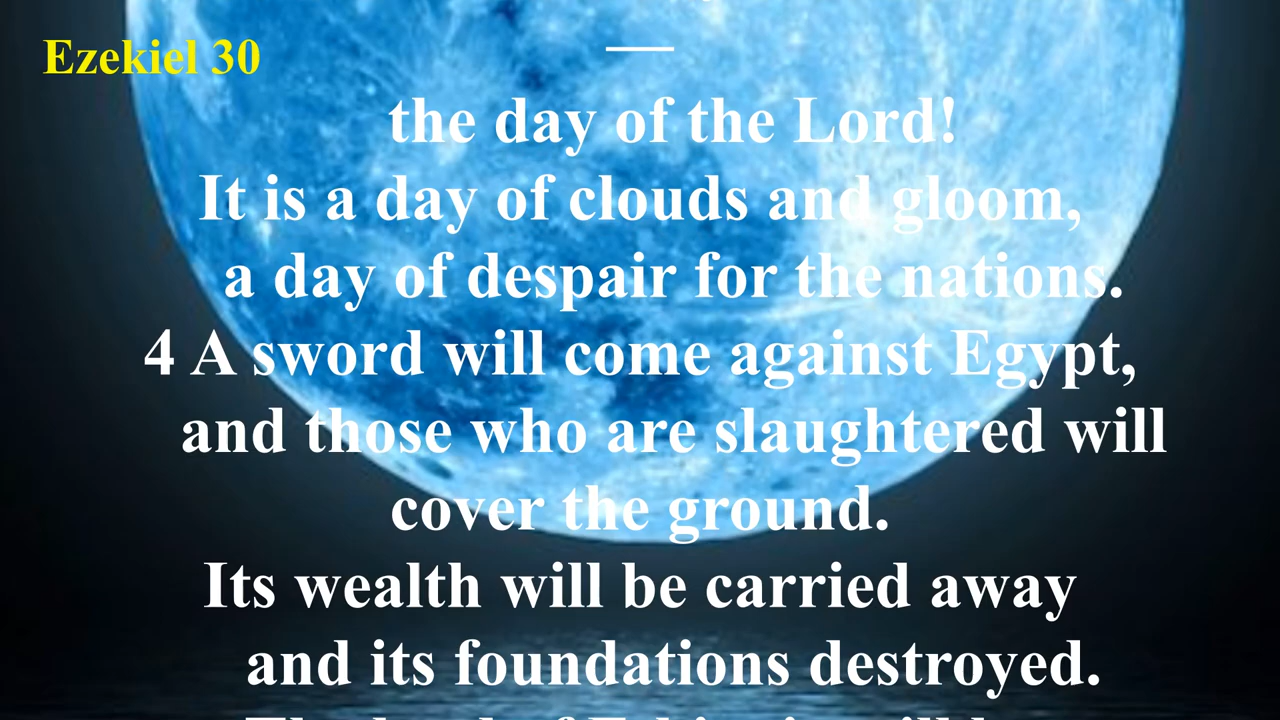 Ezekiel 30
the day of the Lord!
It is a day of clouds and gloom,
a day of despair for the nations.
4 A sword will come against Egypt,
and those who are slaughtered will
cover the ground.
Its wealth will be carried away
and its foundations destroyed.